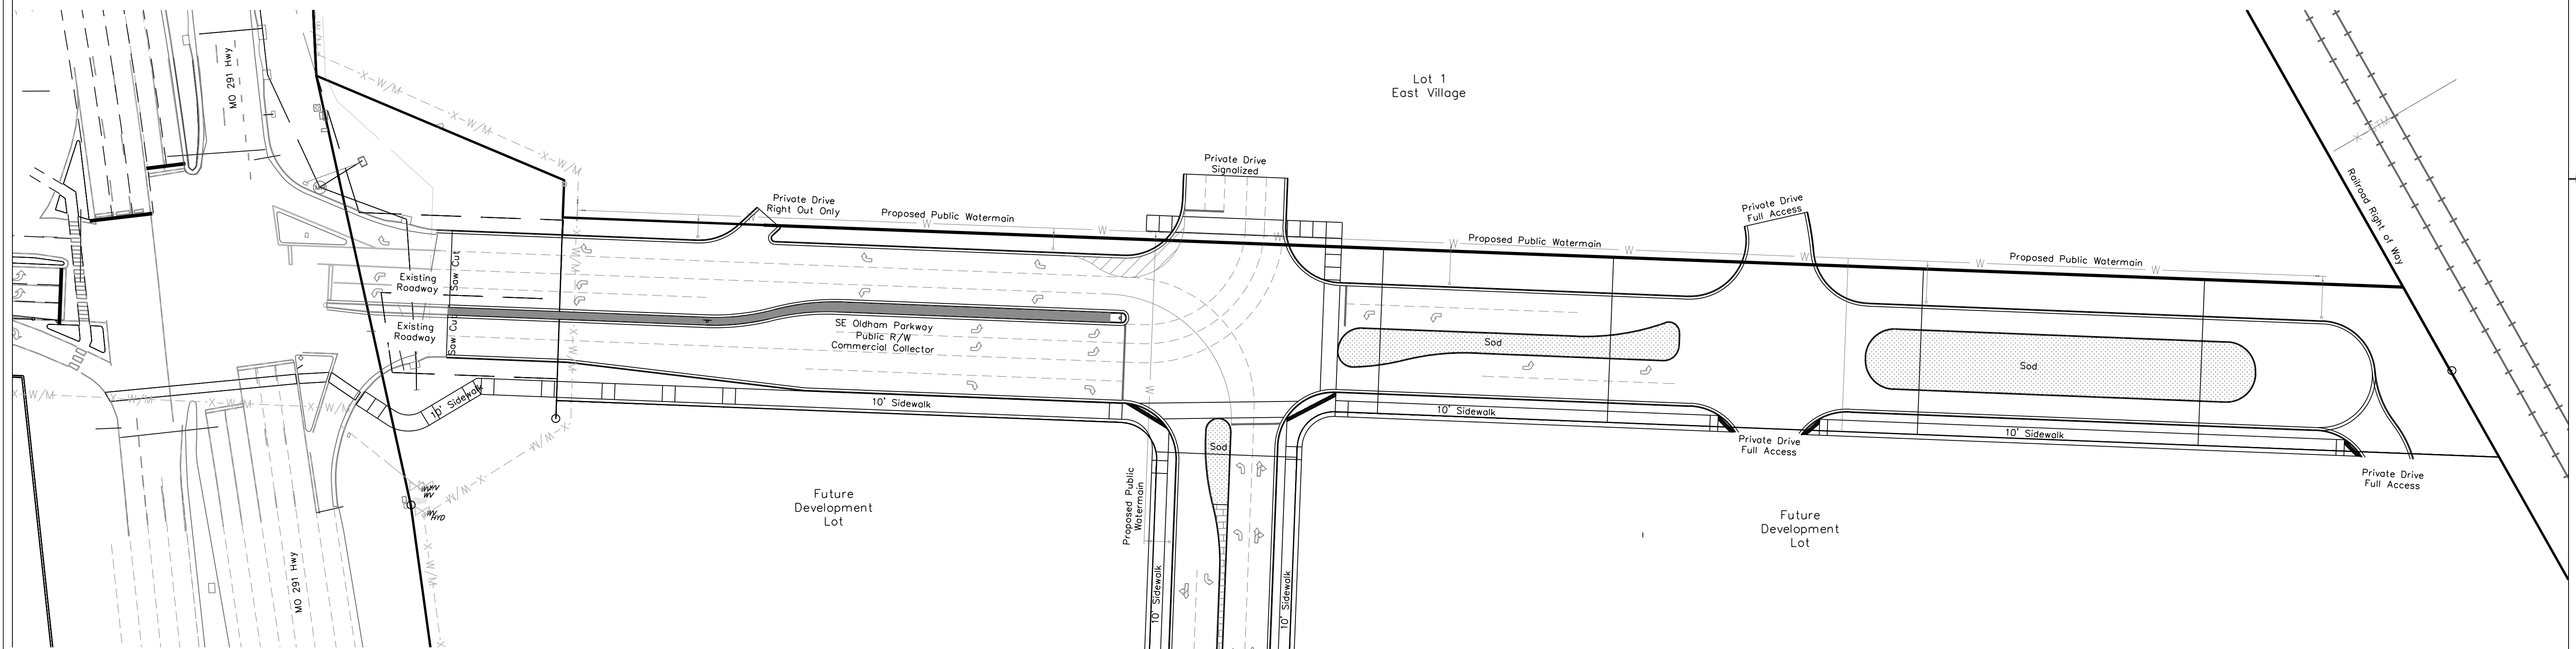 MO 291 Hwy
Lot 1
East Village
X-W/M
X-W/M
X-W/M
Private Drive
Signalized
Private Drive
Right Out Only
Proposed Public Watermain
W
W
W
Private Drive
Full Access
Proposed Public Watermain
W
W
W
Proposed Public Watermain
W
W
Railroad Right of Way
Existing
Roadway
Saw Cut
Existing
Roadway
Saw Cut
SE Oldham Parkway
Public R/W
Commercial Collector
Sod
Sod
10' Sidewalk
10' Sidewalk
10' Sidewalk
10' Sidewalk
X-W/M
X-W/M
X-W/M
X-W/M
X-W/M
Sod
Private Drive
Full Access
Private Drive
Full Access
WV
HYD
Future
Development
Lot
Proposed Public
Watermain
Future
Development
Lot
MO 291 Hwy
X-W/M
10' Sidewalk
10' Sidewalk